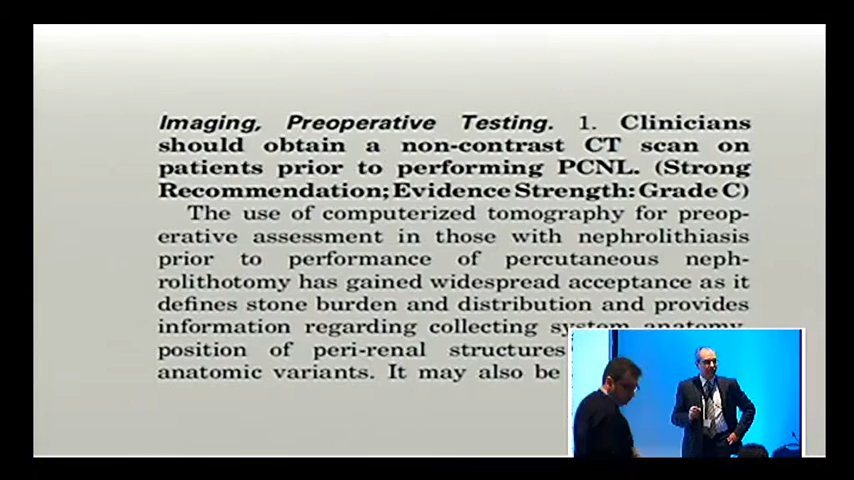 Imaging, Preoperative Testing. 1. Clinicians
should obtain a non-contrast CT scan on
patients prior to performing PCNL. (Strong
Recommendation; Evidence Strength: Grade C)
The use of computerized tomography for preop-
erative assessment in those with nephrolithiasis
prior to performance of percutaneous neph-
rolithotomy has gained widespread acceptance as it
defines stone burden and distribution and provides
information regarding collecting system anatomy,
position of peri-renal structures
anatomic variants. It may also be